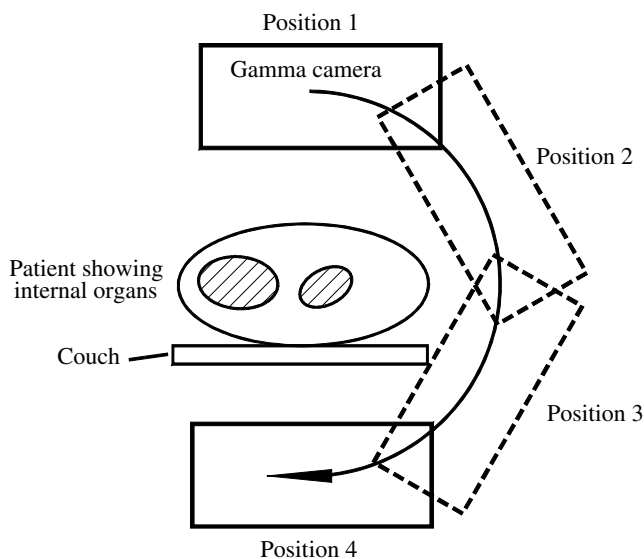 Position 1
Gamma camera
Position 2
Patient showing
internal organs
Couch
Position 3
Position 4